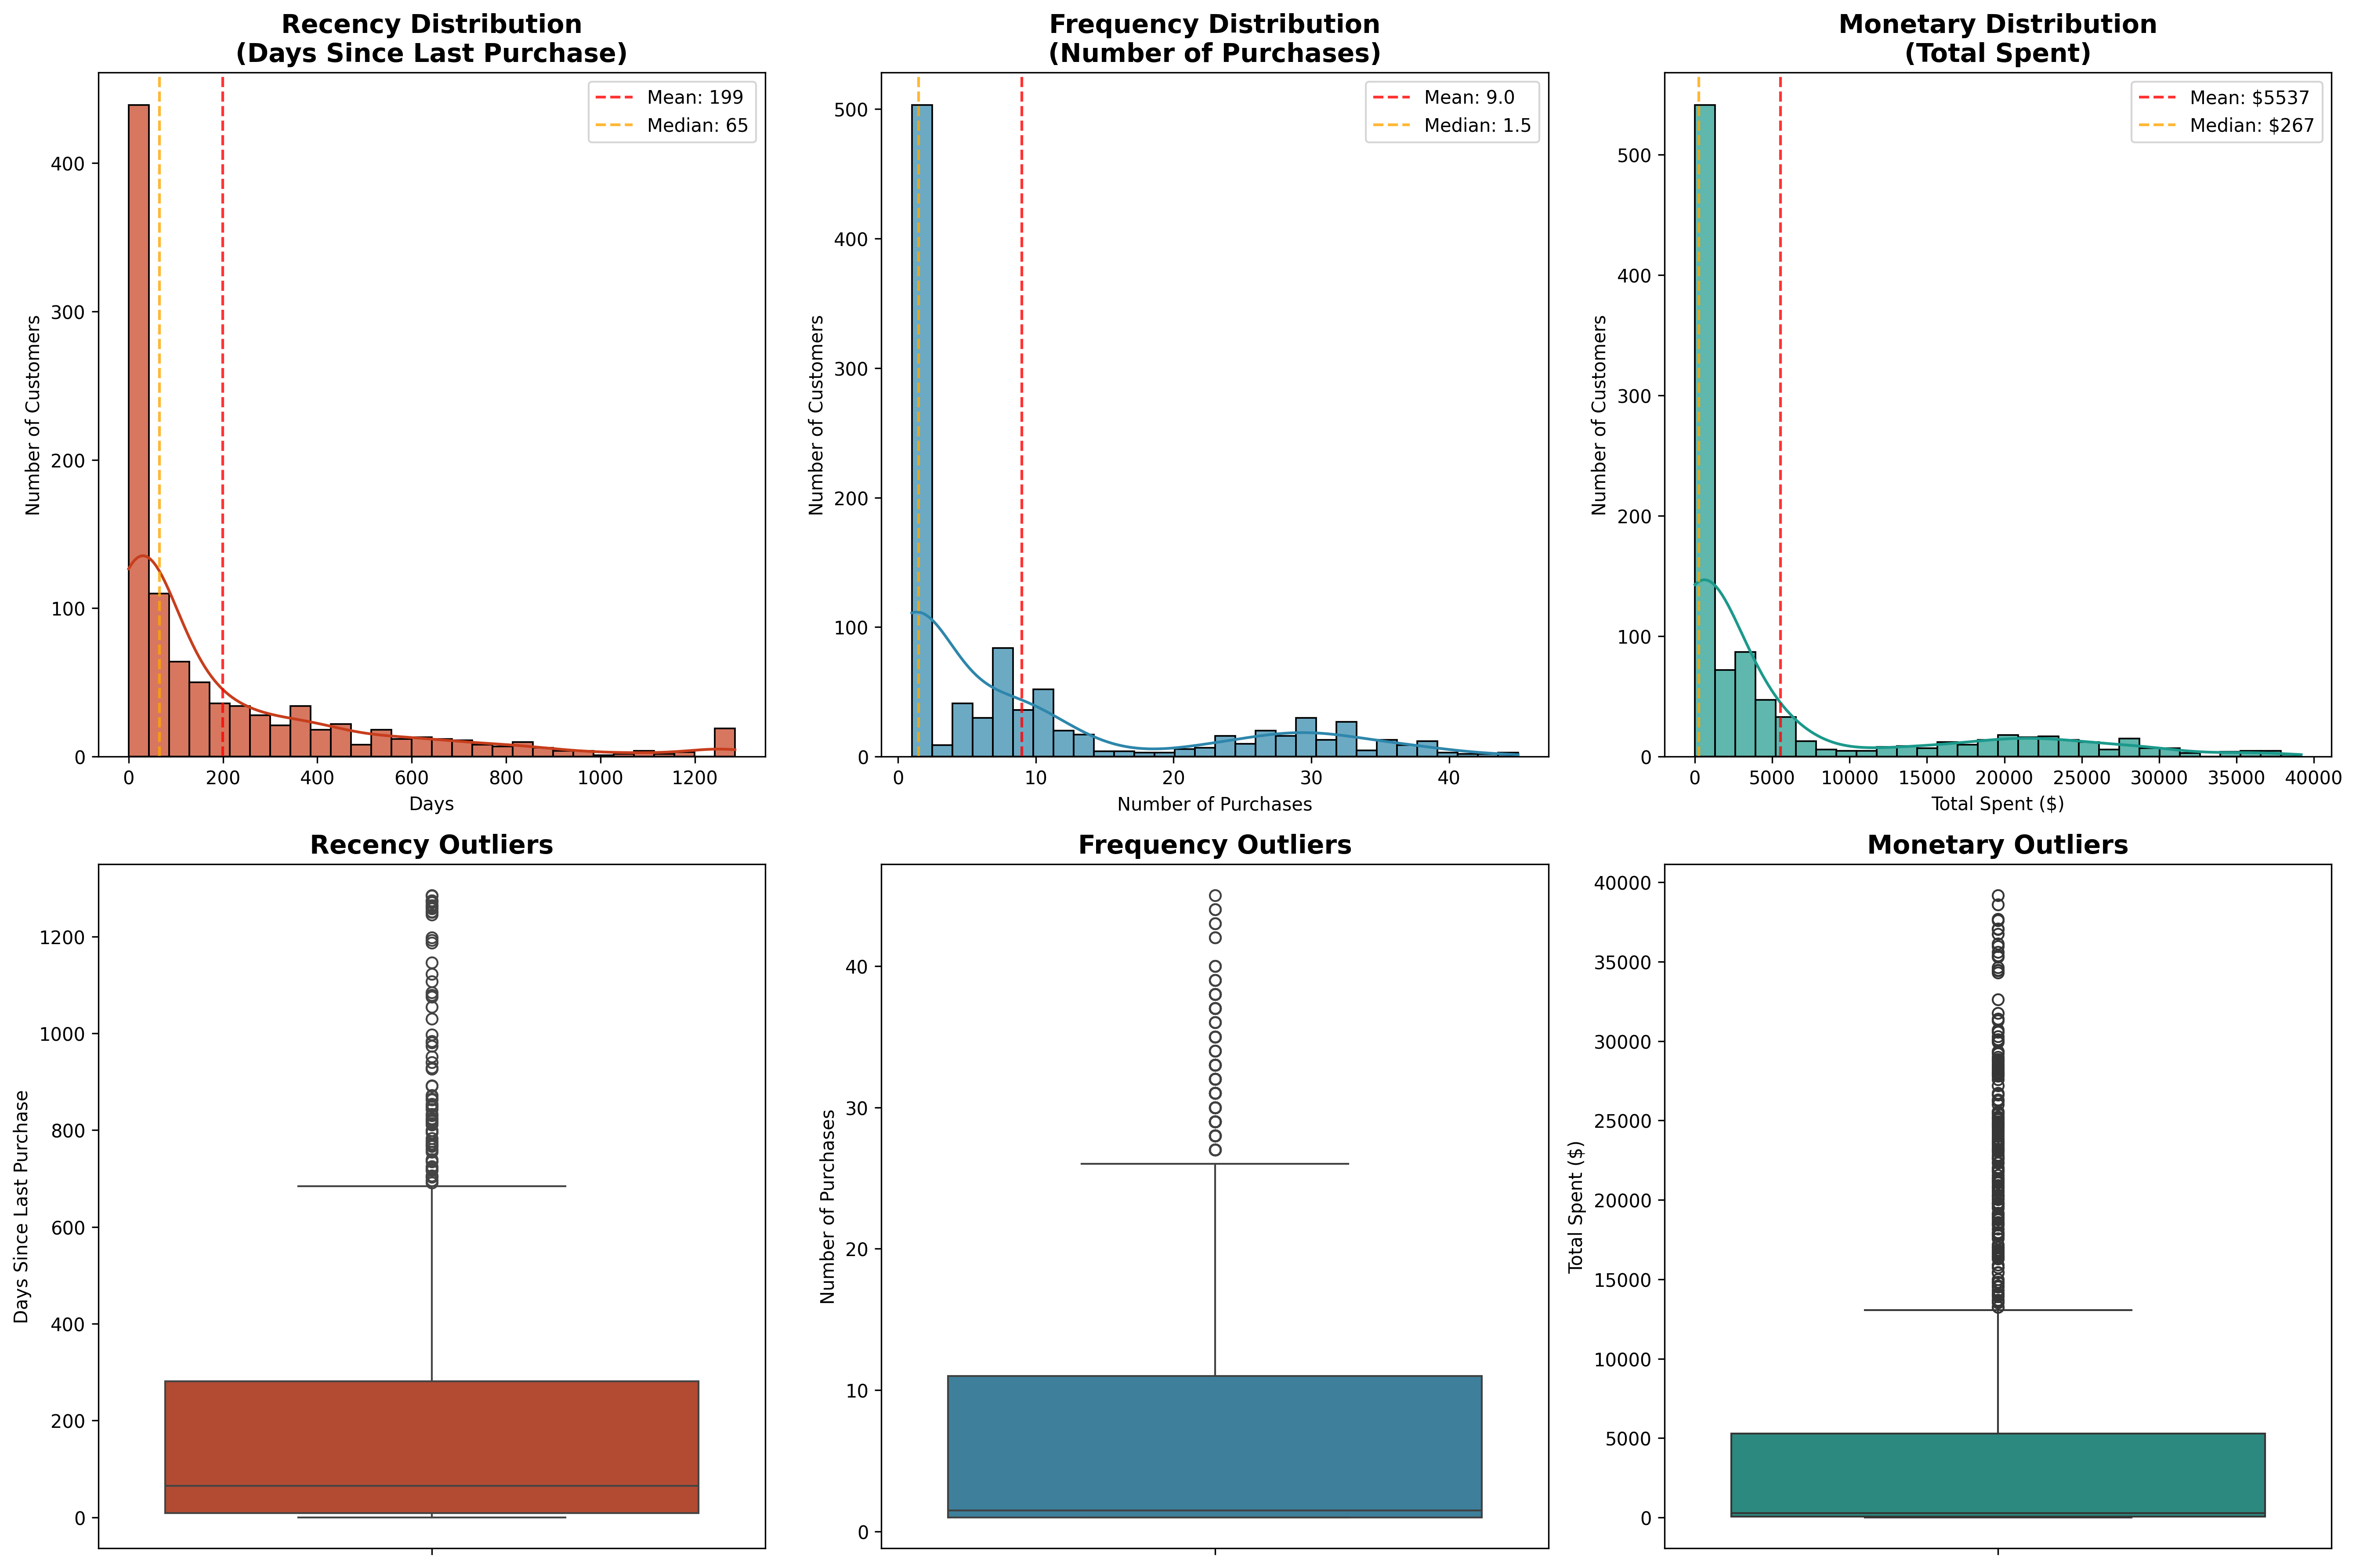 Recency Distribution
(Days Since Last Purchase)
Mean: 199
Median: 65
Number of Customers
400
300
200
100
0
0 200 400 600 800 1000 1200
Days
Frequency Distribution
(Number of Purchases)
Mean: 9.0
Median: 1.5
Number of Customers
500
400
300
200
100
0
0 10 20 30 40
Number of Purchases
Monetary Distribution
(Total Spent)
Mean: $5537
Median: $267
Number of Customers
500
400
300
200
100
0
0 5000 10000 15000 20000 25000 30000 35000 40000
Total Spent ($)
Recency Outliers
Days Since Last Purchase
1200
1000
800
600
400
200
0
Frequency Outliers
Number of Purchases
40
30
20
10
0
Monetary Outliers
Total Spent ($)
40000
35000
30000
25000
20000
15000
10000
5000
0